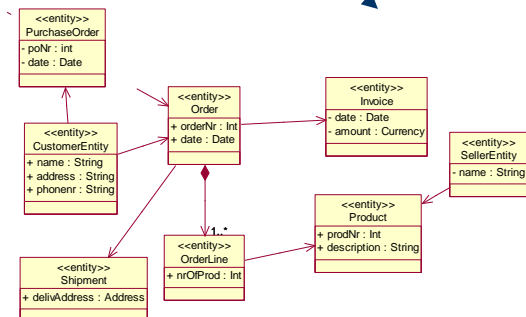 <<entity>>
PurchaseOrder
- poNr : int
- date : Date
<<entity>>
CustomerEntity
+ name : String
+ address : String
+ phonenr : String
<<entity>>
Order
+ orderNr : Int
+ date : Date
<<entity>>
Invoice
- date : Date
- amount : Currency
<<entity>>
SellerEntity
- name : String
<<entity>>
Product
+ prodNr : Int
+ description : String
1..*
<<entity>>
OrderLine
+ nrOfProd : Int
<<entity>>
Shipment
+ delivAddress : Address